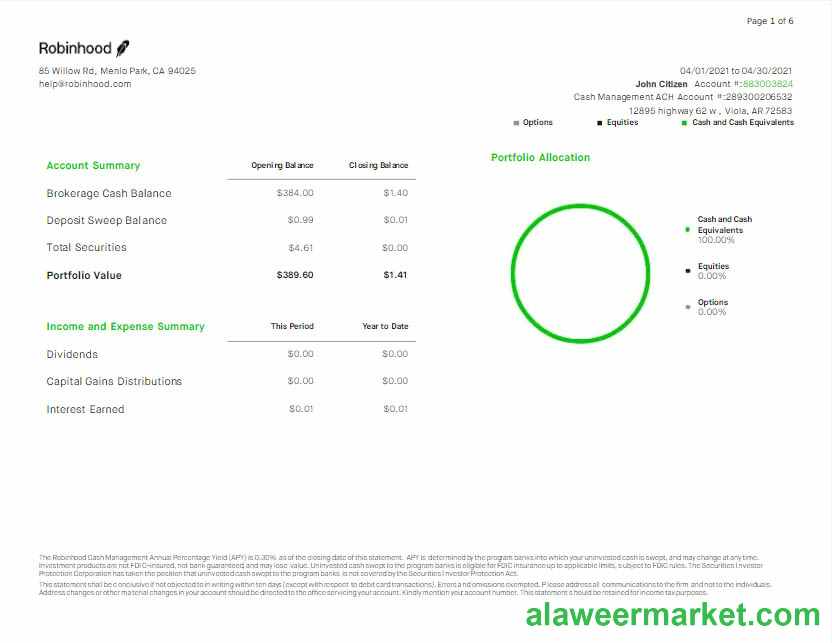 Page 1 of 6
Robinhood
85 Willow Rd, Menlo Park, CA 94025
help@robinhood.com
04/01/2021 to 04/30/2021
John Citizen Account #:883003824
Cash Management ACH Account #:289300206532
12895 highway 62 w , Viola, AR 72583
Options Equities Cash and Cash Equivalents
Account Summary Opening Balance Closing Balance
Brokerage Cash Balance $384.00 $1.40
Deposit Sweep Balance $0.99 $0.01
Total Securities $4.61 $0.00
Portfolio Value $389.60 $1.41
Income and Expense Summary This Period Year to Date
Dividends $0.00 $0.00
Capital Gains Distributions $0.00 $0.00
Interest Earned $0.01 $0.01
Portfolio Allocation
Cash and Cash
Equivalents
100.00%
Equities
0.00%
Options
0.00%
The Robinhood Cash Management Annual Percentage Yield (APY) is 0.30% as of the closing date of this statement. APY is determined by the program banks into which your uninvested cash is swept, and may change at any time.
Investment products are not FDIC-insured, not bank guaranteed, and may lose value. Uninvested cash swept to the program banks is eligible for FDIC insurance up to applicable limits, subject to FDIC rules. The Securities Investor
Protection Corporation has taken the position that uninvested cash swept to the program banks, is not covered by the Securities Investor Protection Act.
This statement shall be conclusive if not objected to in writing within ten days (except with respect to debit card transactions). Errors and omissions exempted. Please address all communications to the firm and not to the individuals.
Address changes or other material changes in your account should be directed to the office servicing your account. Kindly mention your account number. This statement should be retained for income tax purposes.
alaweermarket.com